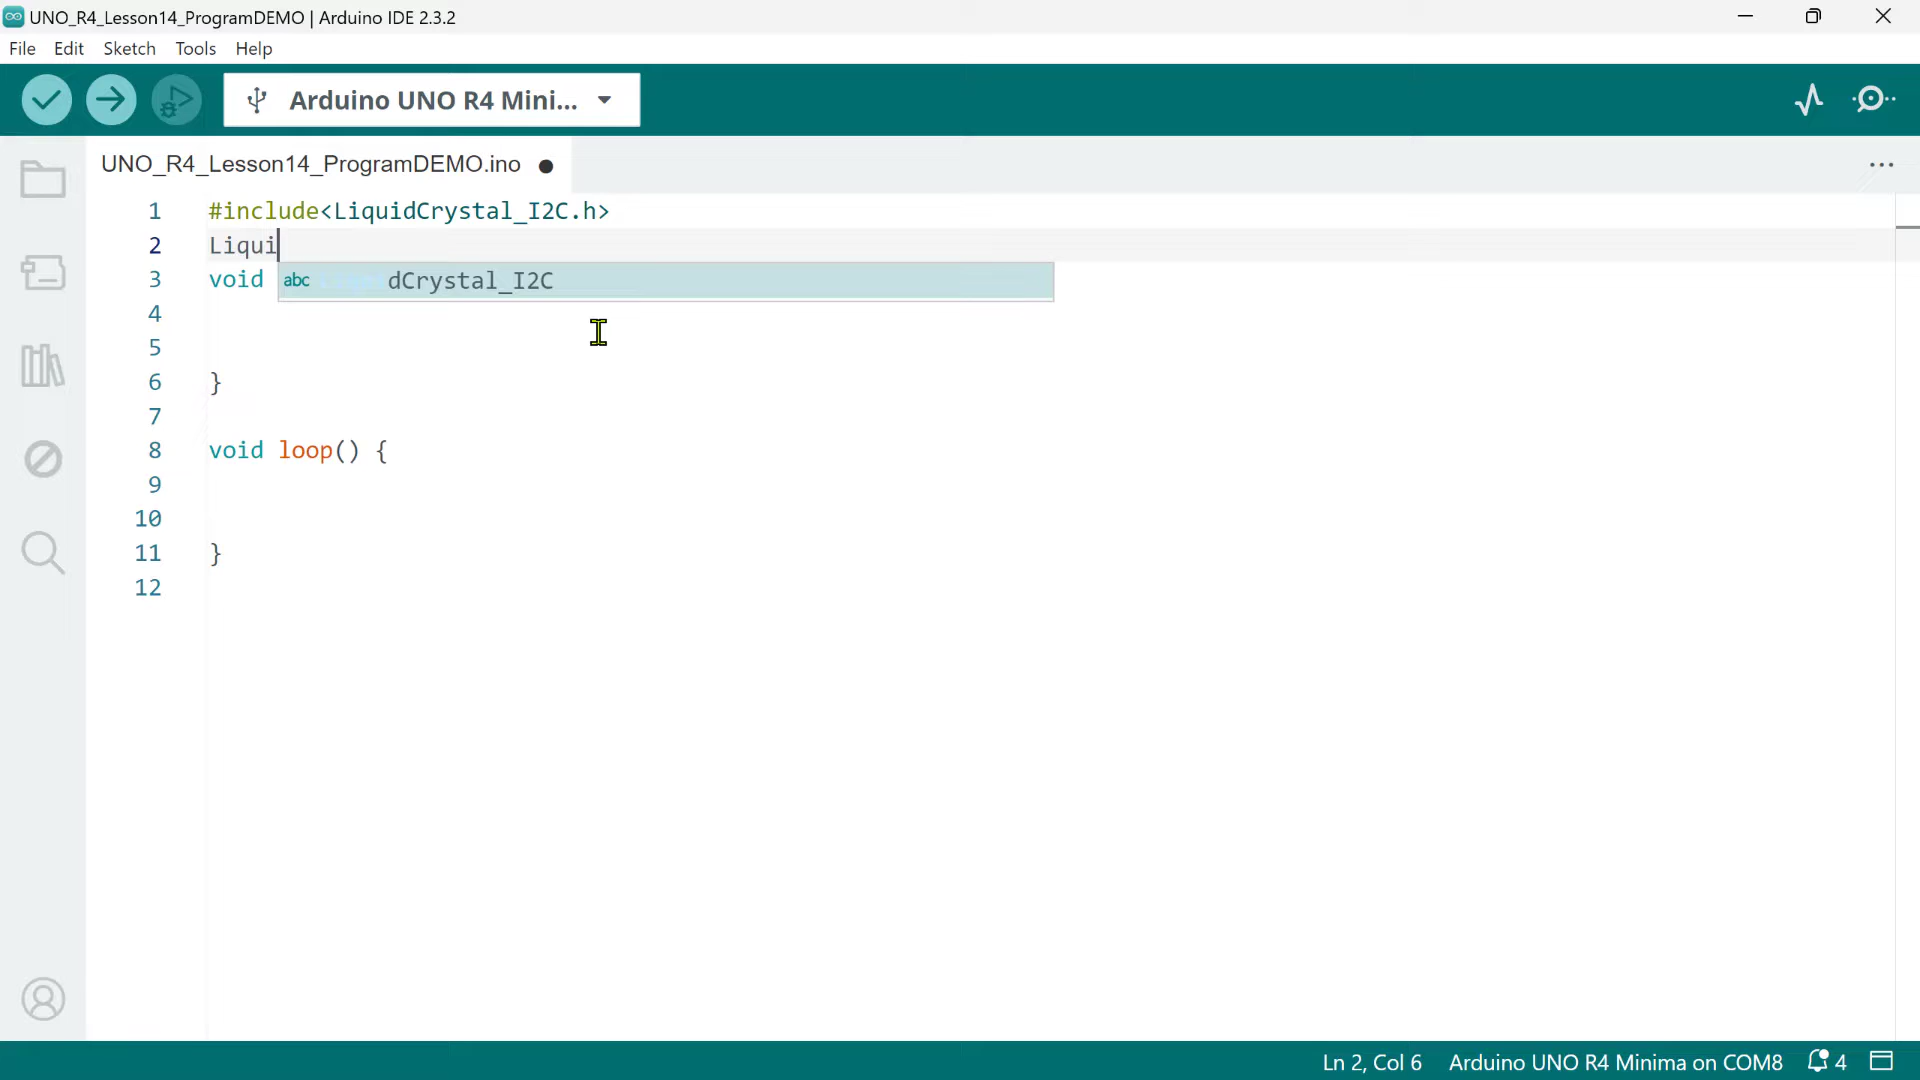 UNO_R4_Lesson14_ProgramDEMO | Arduino IDE 2.3.2
File Edit Sketch Tools Help
Arduino UNO R4 Mini...
UNO_R4_Lesson14_ProgramDEMO.ino
1 #include<LiquidCrystal_I2C.h>
2 Liqui
3 void abc LiquidCrystal_I2C
4
5
6 }
7
8 void loop() {
9
10
11 }
12
Ln 2, Col 6 Arduino UNO R4 Minima on COM8 4